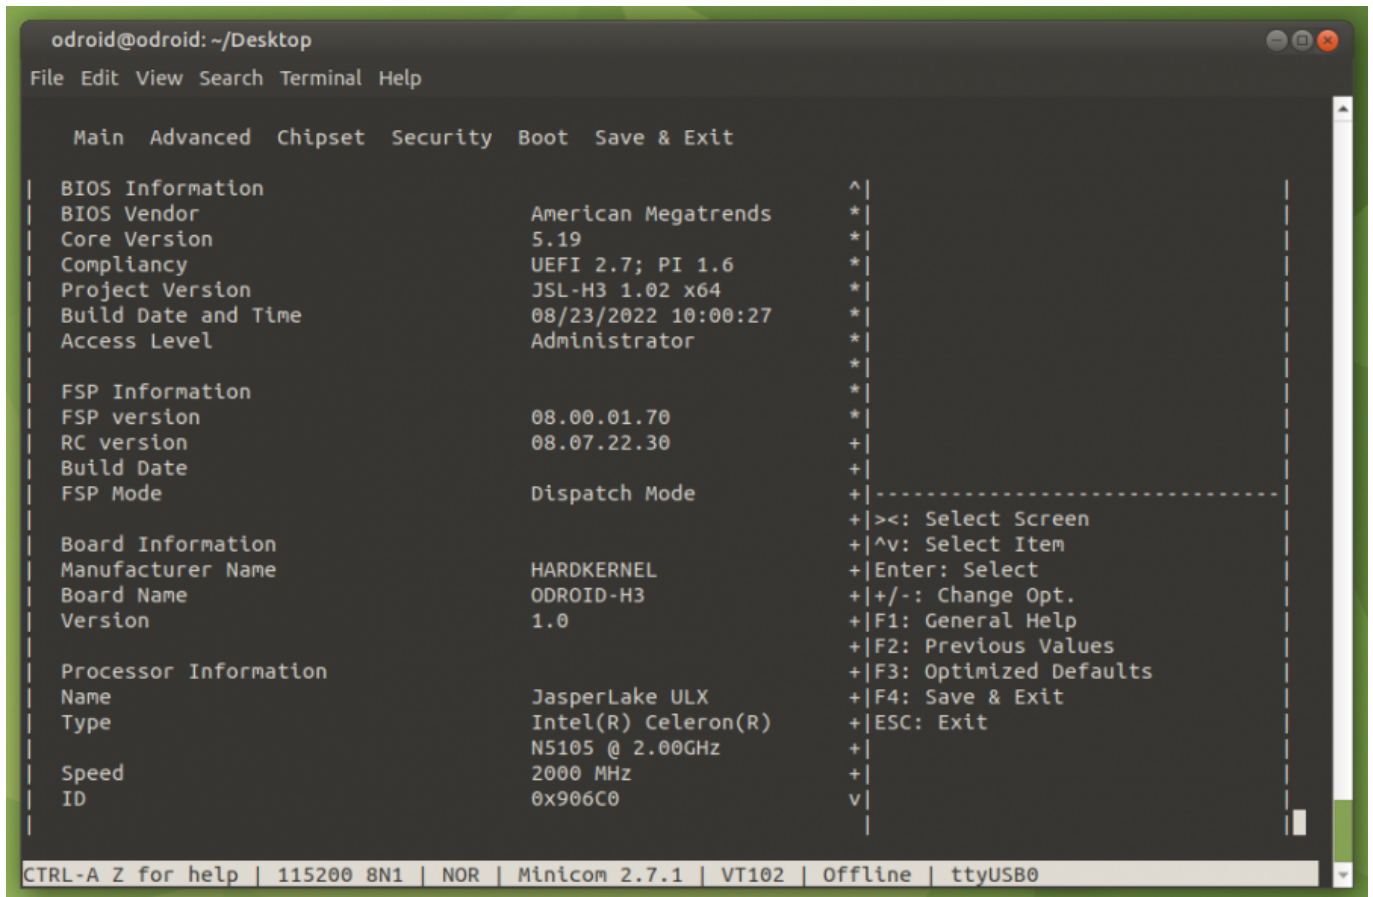 odroid@odroid: ~/Desktop
File Edit View Search Terminal Help
Main Advanced Chipset Security Boot Save & Exit
| BIOS Information ^| |
| BIOS Vendor American Megatrends *| |
| Core Version 5.19 *| |
| Compliancy UEFI 2.7; PI 1.6 *| |
| Project Version JSL-H3 1.02 x64 *| |
| Build Date and Time 08/23/2022 10:00:27 *| |
| Access Level Administrator *| |
| *| |
| FSP Information *| |
| FSP version 08.00.01.70 *| |
| RC version 08.07.22.30 +| |
| Build Date +| |
| FSP Mode Dispatch Mode +|--------------------------------|
| +|><: Select Screen |
| Board Information +|^v: Select Item |
| Manufacturer Name HARDKERNEL +|Enter: Select |
| Board Name ODROID-H3 +|+/-: Change Opt. |
| Version 1.0 +|F1: General Help |
| +|F2: Previous Values |
| Processor Information +|F3: Optimized Defaults |
| Name JasperLake ULX +|F4: Save & Exit |
| Type Intel(R) Celeron(R) +|ESC: Exit |
| N5105 @ 2.00GHz +| |
| Speed 2000 MHz +| |
| ID 0x906C0 v| |
| | |
CTRL-A Z for help | 115200 8N1 | NOR | Minicom 2.7.1 | VT102 | Offline | ttyUSB0